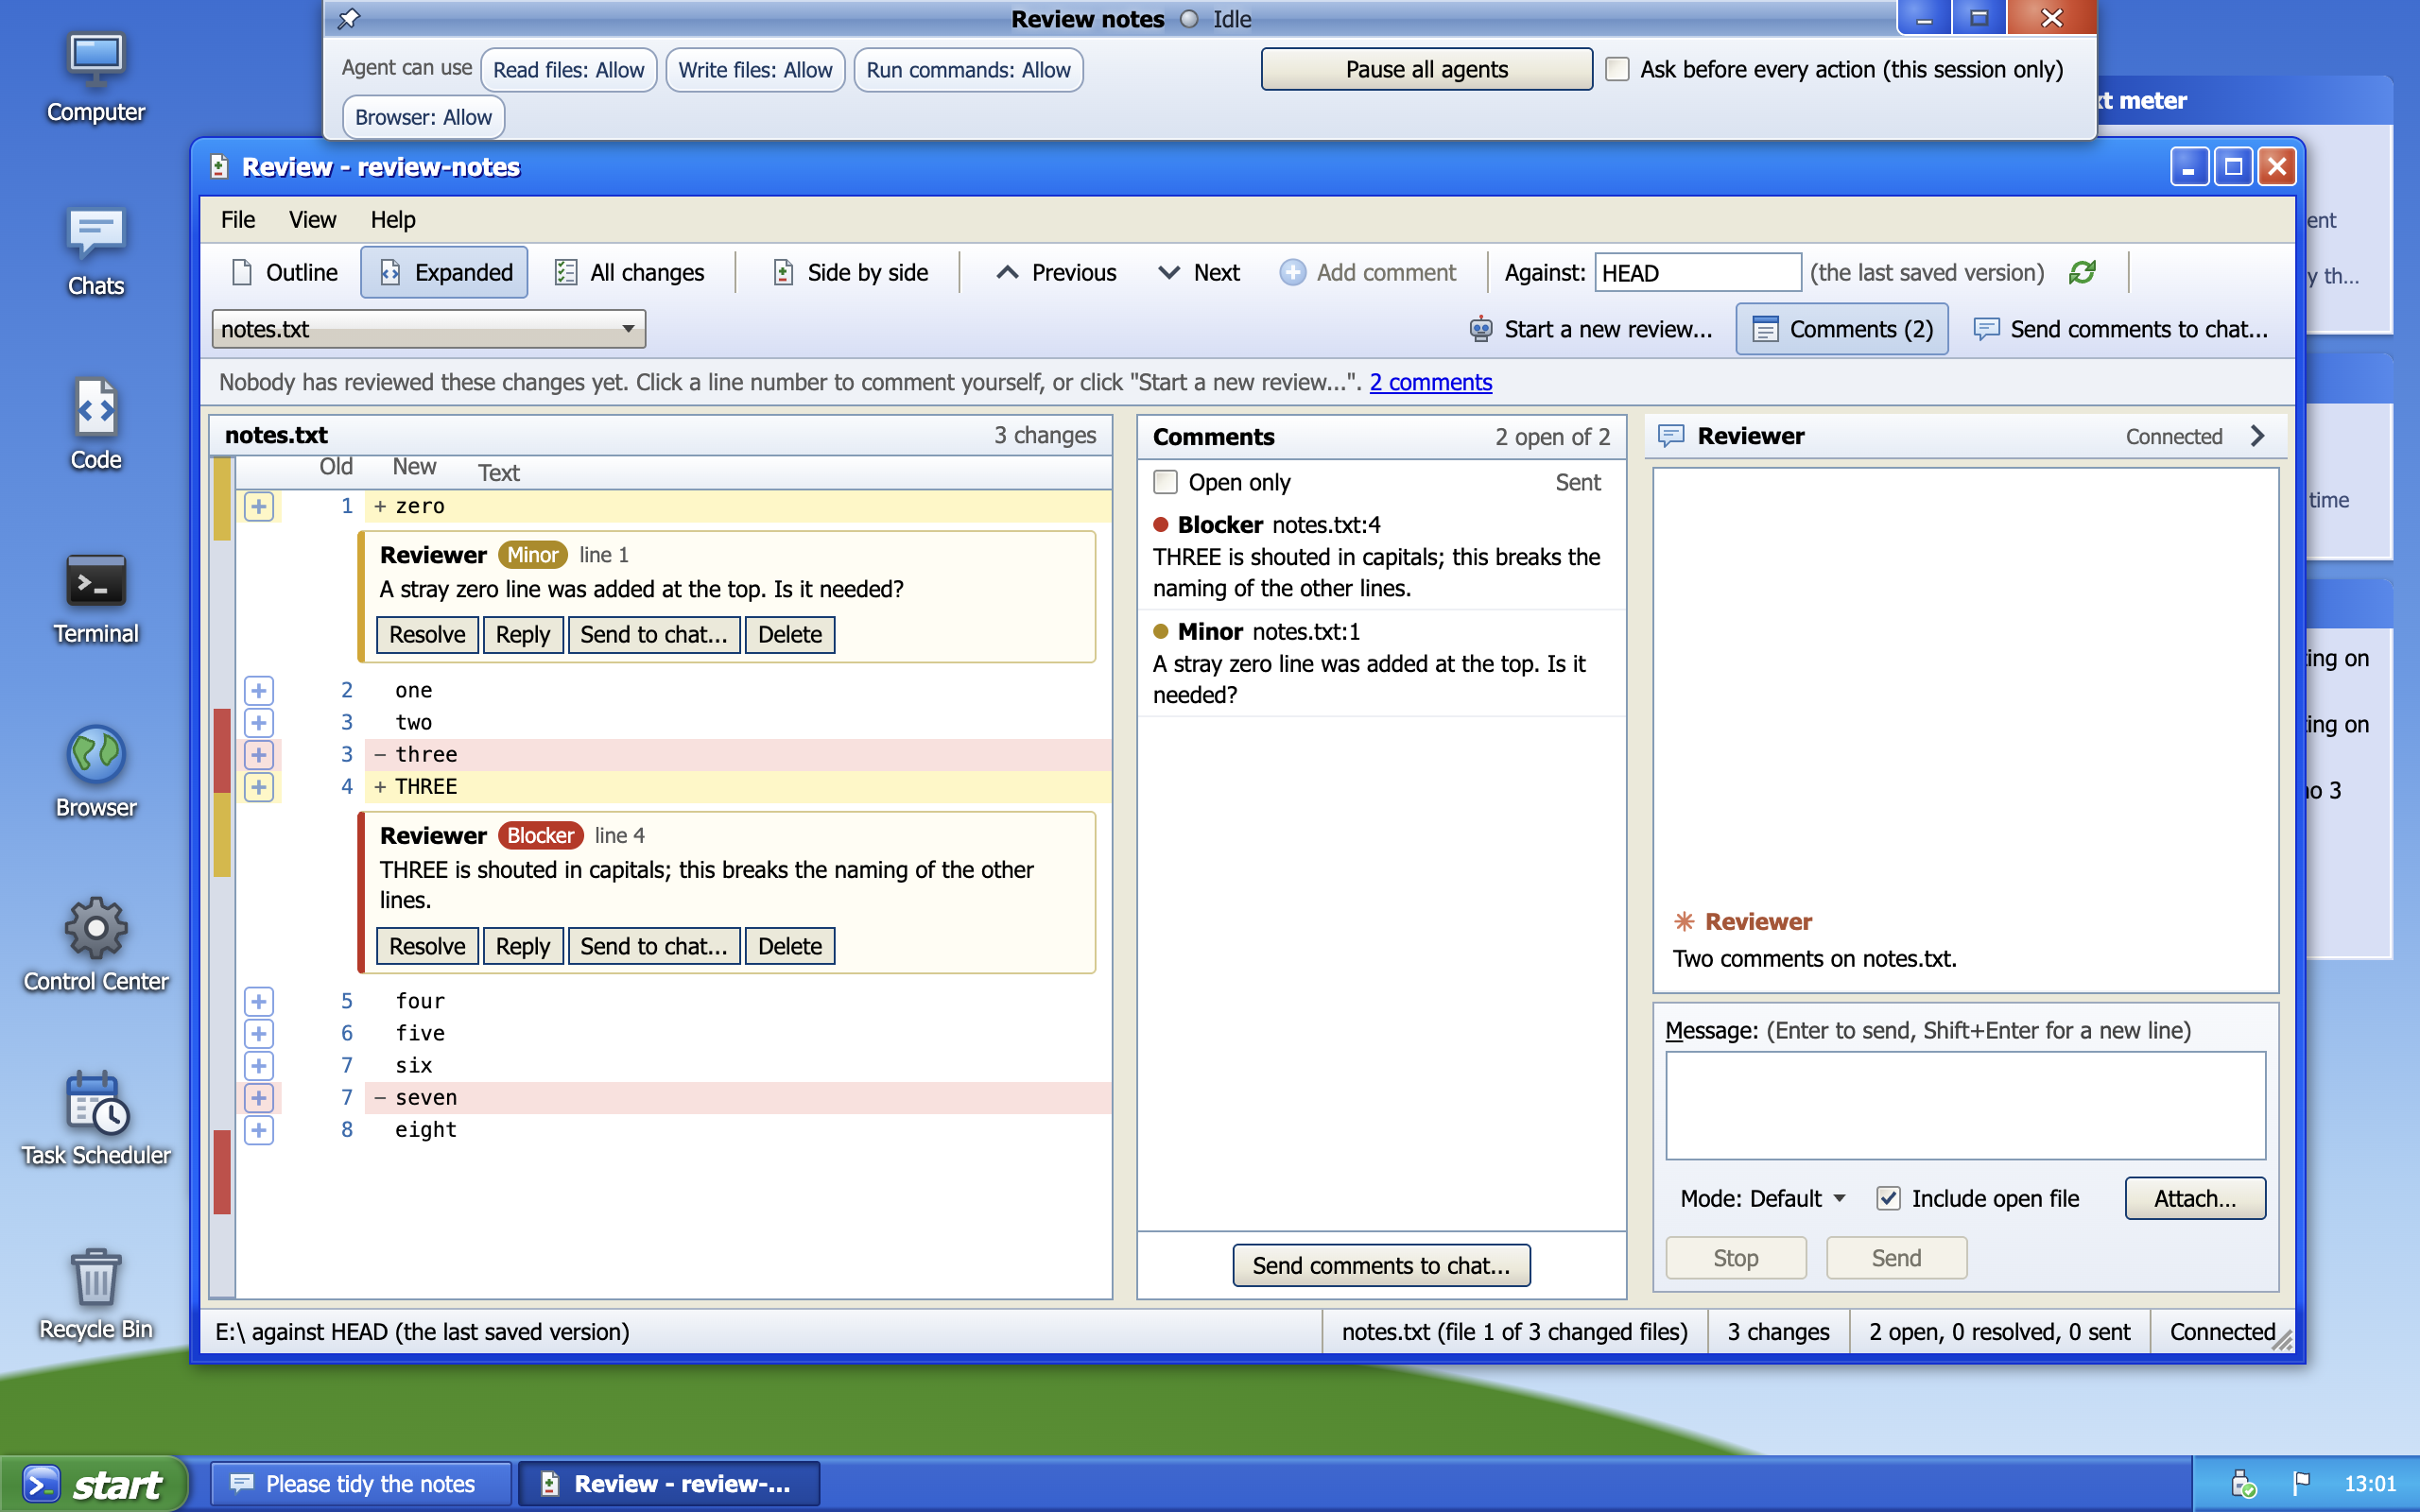 Review notes Idle
Agent can use Read files: Allow Write files: Allow Run commands: Allow Pause all agents Ask before every action (this session only)
Browser: Allow
meter
Computer
Chats
Code
Terminal
Browser
Control Center
Task Scheduler
Recycle Bin
Review - review-notes
File View Help
Outline Expanded All changes Side by side Previous Next Add comment Against: HEAD (the last saved version)
notes.txt Start a new review... Comments (2) Send comments to chat...
Nobody has reviewed these changes yet. Click a line number to comment yourself, or click "Start a new review...". 2 comments
notes.txt 3 changes
Old New Text
1 + zero
Reviewer Minor line 1
A stray zero line was added at the top. Is it needed?
Resolve Reply Send to chat... Delete
2 one
3 two
3 − three
4 + THREE
Reviewer Blocker line 4
THREE is shouted in capitals; this breaks the naming of the other
lines.
Resolve Reply Send to chat... Delete
5 four
6 five
7 six
7 − seven
8 eight
Comments 2 open of 2
Open only Sent
Blocker notes.txt:4
THREE is shouted in capitals; this breaks the
naming of the other lines.
Minor notes.txt:1
A stray zero line was added at the top. Is it
needed?
Send comments to chat...
Reviewer Connected
Reviewer
Two comments on notes.txt.
Message: (Enter to send, Shift+Enter for a new line)
Mode: Default Include open file Attach...
Stop Send
time
on
on
3
E:\ against HEAD (the last saved version) notes.txt (file 1 of 3 changed files) 3 changes 2 open, 0 resolved, 0 sent Connected
start Please tidy the notes Review - review-... 13:01